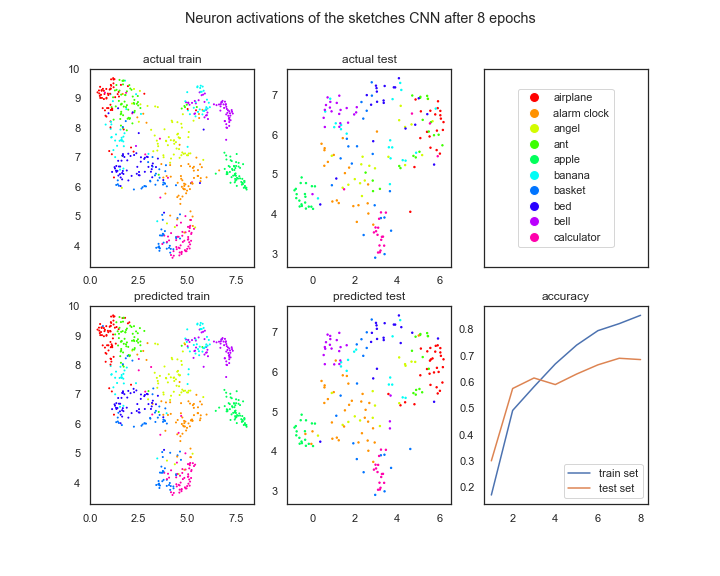 Neuron activations of the sketches CNN after 8 epochs
actual train
10
9
8
7
6
5
4
0.0 2.5 5.0 7.5
actual test
7
6
5
4
3
0 2 4 6
airplane
alarm clock
angel
ant
apple
banana
basket
bed
bell
calculator
predicted train
10
9
8
7
6
5
4
0.0 2.5 5.0 7.5
predicted test
7
6
5
4
3
0 2 4 6
accuracy
0.8
0.7
0.6
0.5
0.4
0.3
0.2
train set
test set
2 4 6 8